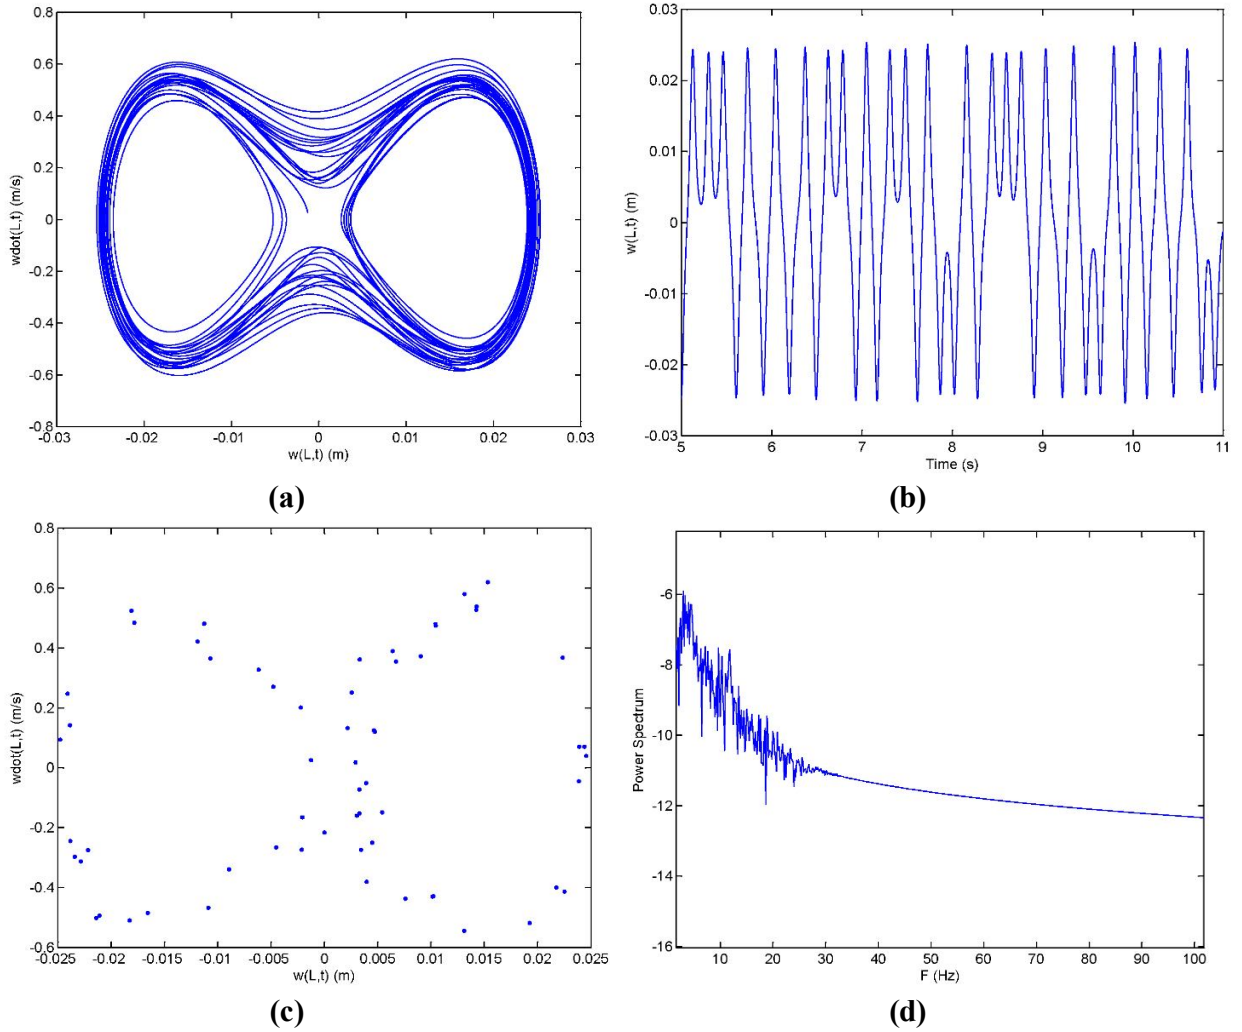 0.8
0.6
0.4
0.2
0
-0.2
-0.4
-0.6
-0.8
wdot(L,t) (m/s)
-0.03 -0.02 -0.01 0 0.01 0.02 0.03
w(L,t) (m)
(a)
0.03
0.02
0.01
0
-0.01
-0.02
-0.03
w(L,t) (m)
5 6 7 8 9 10 11
Time (s)
(b)
0.8
0.6
0.4
0.2
0
-0.2
-0.4
-0.6
wdot(L,t) (m/s)
-0.025 -0.02 -0.015 -0.01 -0.005 0 0.005 0.01 0.015 0.02 0.025
w(L,t) (m)
(c)
-6
-8
-10
-12
-14
-16
Power Spectrum
10 20 30 40 50 60 70 80 90 100
F (Hz)
(d)